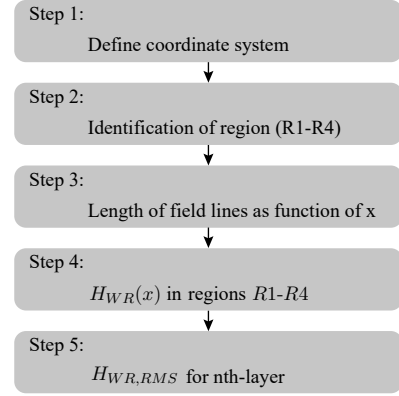 Step 1:
Define coordinate system
Step 2:
Identification of region (R1-R4)
Step 3:
Length of field lines as function of x
Step 4:
H_{WR}(x) in regions R1-R4
Step 5:
H_{WR,RMS} for nth-layer